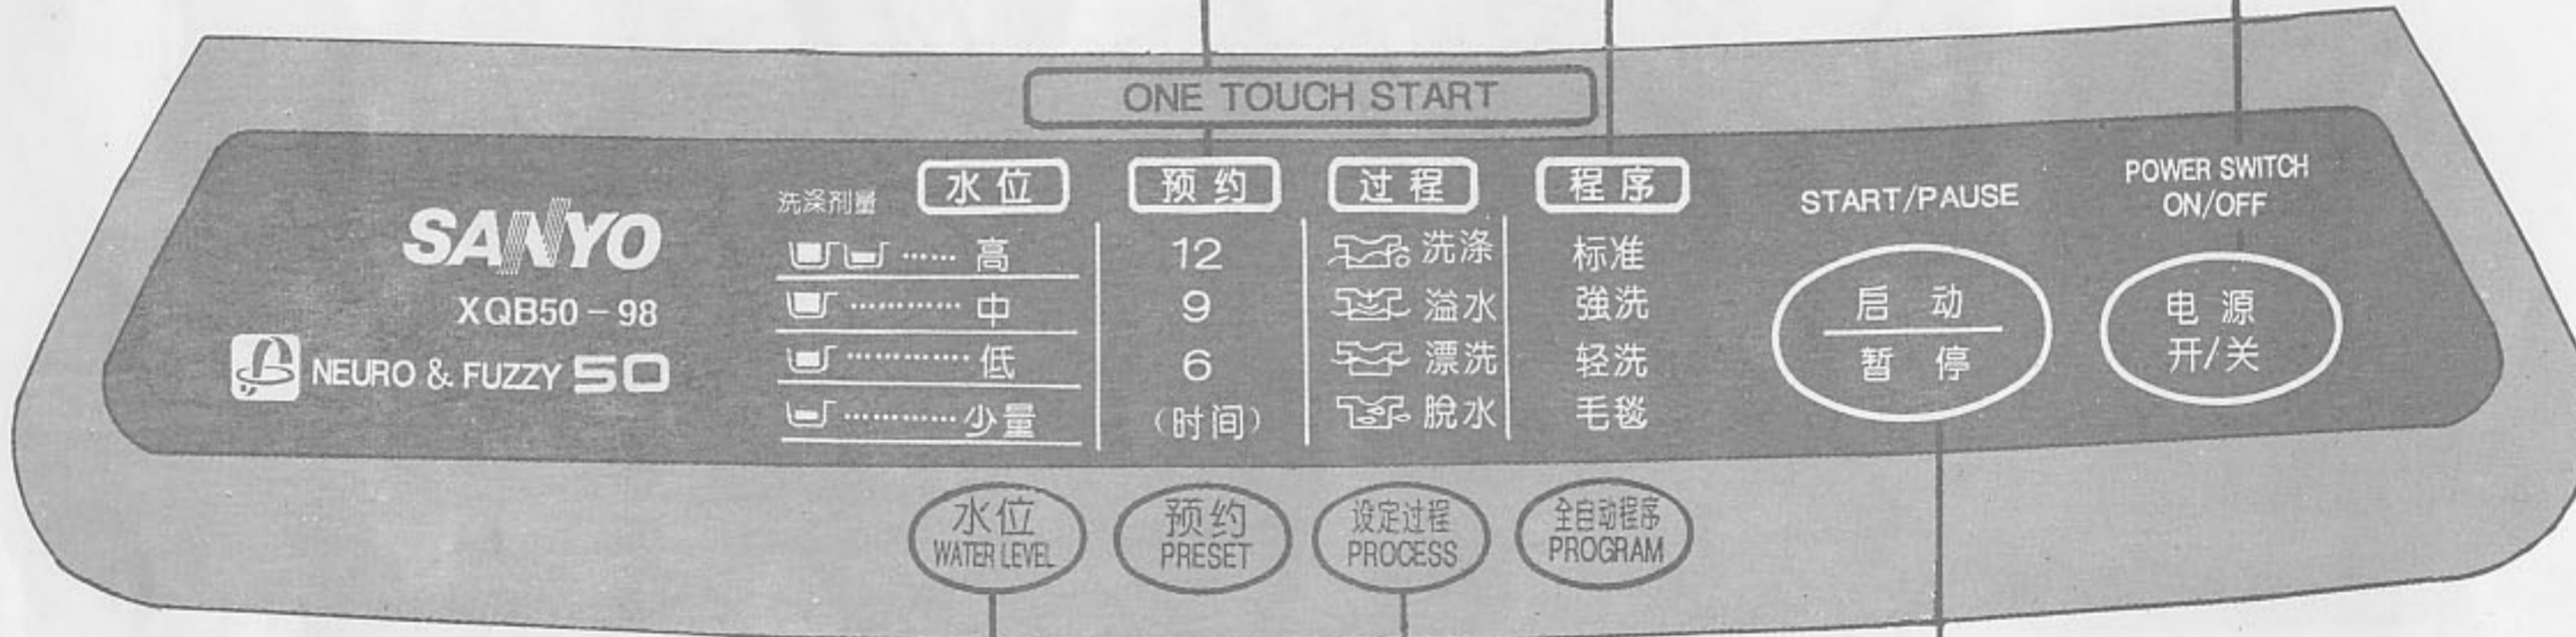 ONE TOUCH START
SANYO
XQB50-98
NEURO & FUZZY 50
洗涤剂量
水位
高
中
低
少量
预约
12
9
6
(时间)
过程
洗涤
溢水
漂洗
脱水
程序
标准
強洗
轻洗
毛毯
START/PAUSE
启动
暂停
POWER SWITCH
ON/OFF
电源
开/关
水位
WATER LEVEL
预约
PRESET
设定过程
PROCESS
全自动程序
PROGRAM